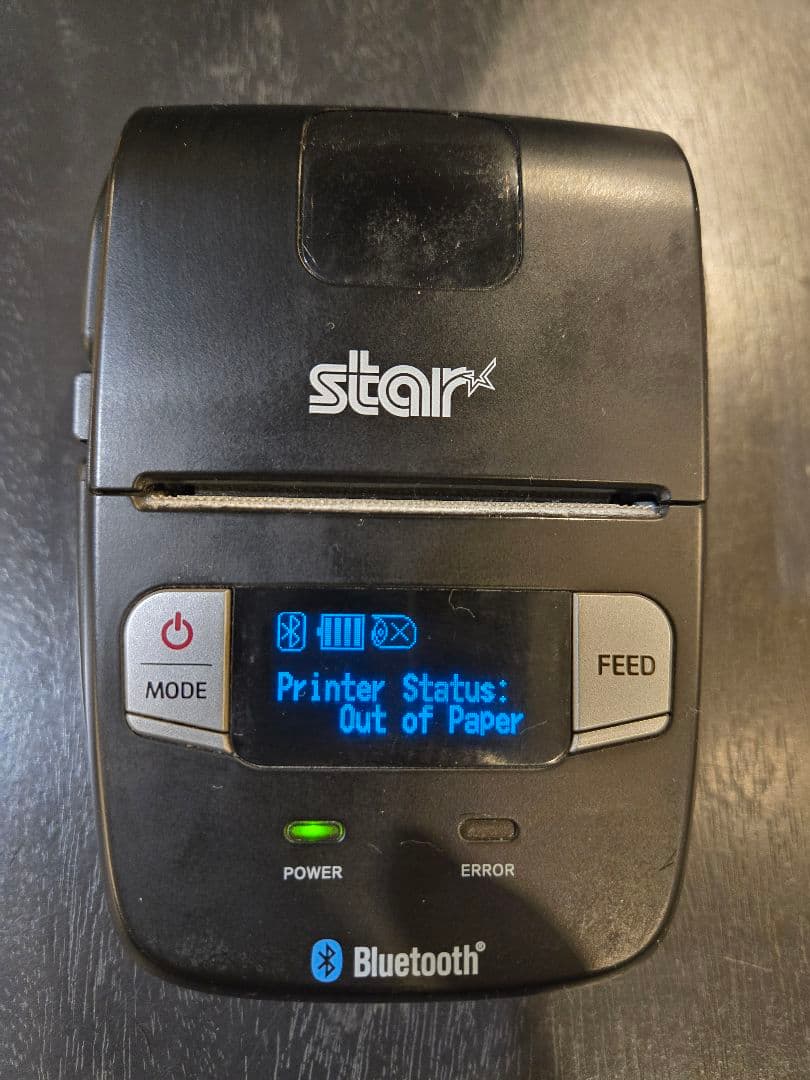 star
MODE
Printer Status:
Out of Paper
FEED
POWER
ERROR
Bluetooth®